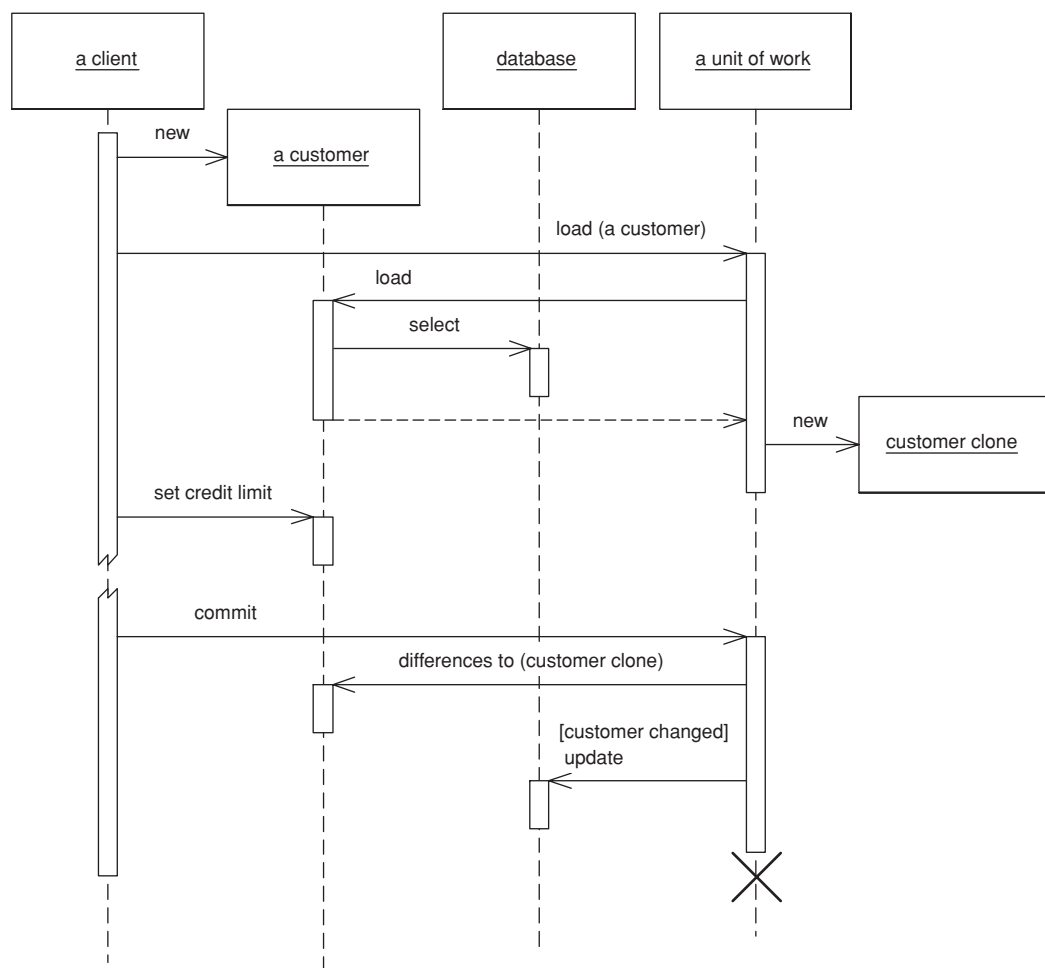 a client
database
a unit of work
new
a customer
load (a customer)
load
select
new
customer clone
set credit limit
commit
differences to (customer clone)
[customer changed]
update